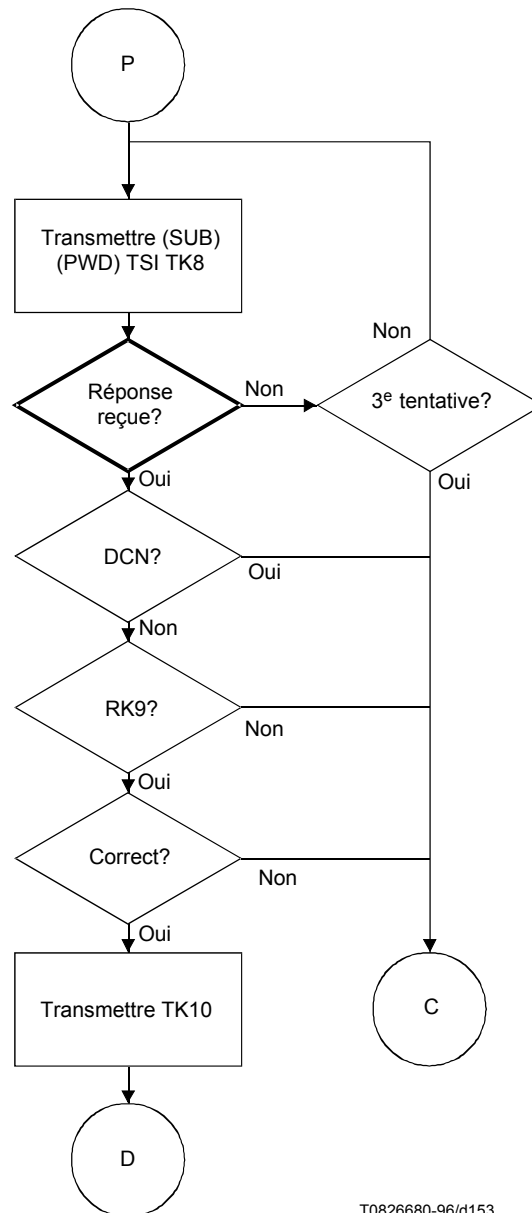 P
Transmettre (SUB)
(PWD) TSI TK8
Non
Réponse
reçue?
Non
3e tentative?
Oui
Oui
DCN?
Oui
Non
RK9?
Non
Oui
Correct?
Non
Oui
Transmettre TK10
C
D
T0826680-96/d153